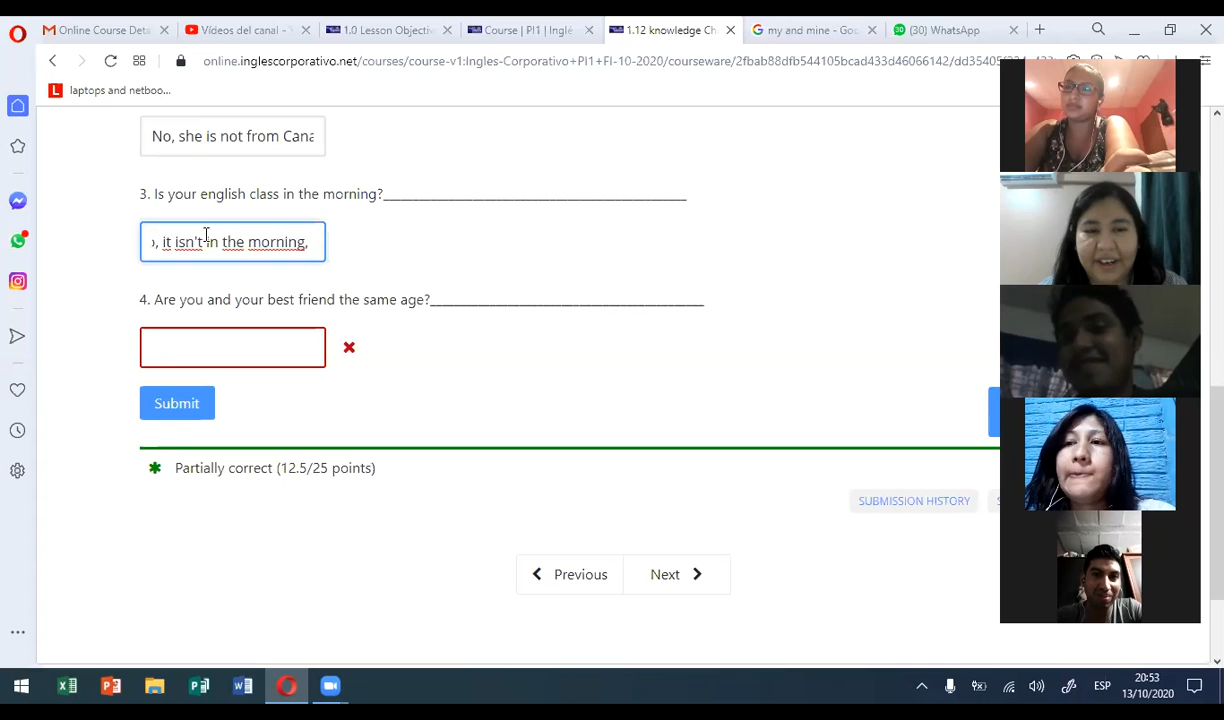 Online Course Deta
Vídeos del canal - Y
1.0 Lesson Objectiv
Course | PI1 | Inglé
1.12 knowledge Ch
my and mine - Goo
(30) WhatsApp
online.inglescorporativo.net/courses/course-v1:Ingles-Corporativo+PI1+FI-10-2020/courseware/2fbab88dfb544105bcad433d46066142/dd35405
laptops and netboo...
No, she is not from Cana
3. Is your english class in the morning?
, it isn't in the morning,
4. Are you and your best friend the same age?
Submit
Partially correct (12.5/25 points)
SUBMISSION HISTORY
Previous
Next
ESP
20:53
13/10/2020